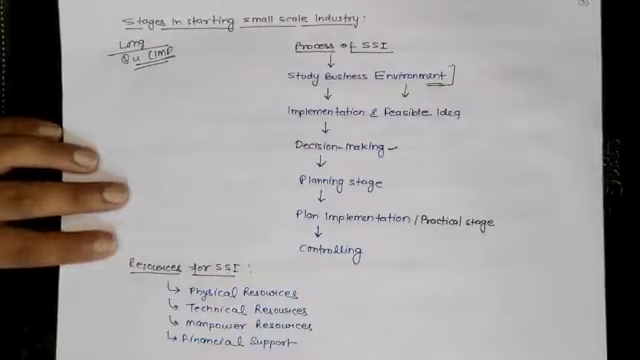 Stages in starting small scale Industry:
Long
Qu (IMP
Process of SSI
↓
Study Business Environment
↓ ↓
Implementation & Feasible Idea
↓
Decision-making
↓
Planning stage
↓
Plan Implementation / Practical stage
↓
Controlling
Resources for SSI:
↳ Physical Resources
↳ Technical Resources
↳ manpower Resources
↳ Financial Support